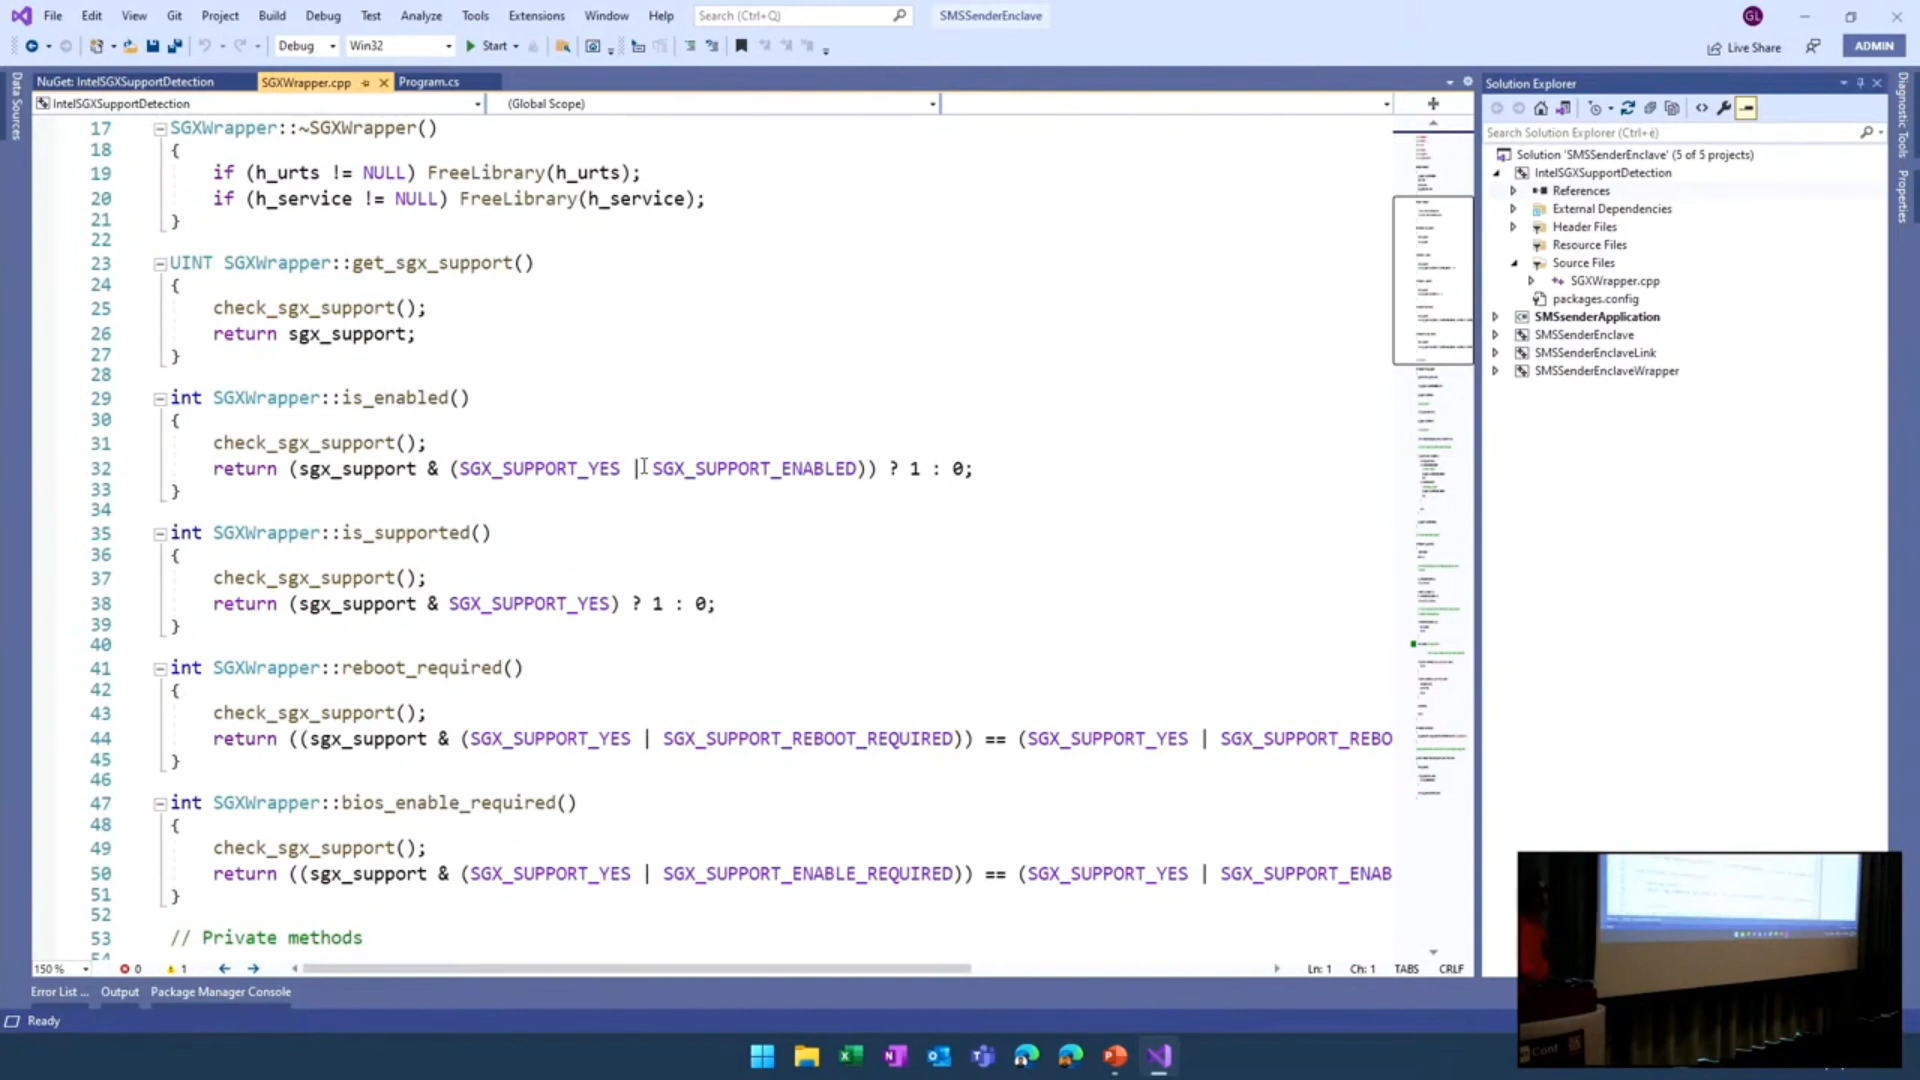 File Edit View Git Project Build Debug Test Analyze Tools Extensions Window Help Search (Ctrl+Q) SMSSenderEnclave GL
Debug Win32 Start Live Share ADMIN
NuGet: IntelSGXSupportDetection SGXWrapper.cpp Program.cs
IntelSGXSupportDetection (Global Scope)
17 SGXWrapper::~SGXWrapper()
18 {
19 if (h_urts != NULL) FreeLibrary(h_urts);
20 if (h_service != NULL) FreeLibrary(h_service);
21 }
22
23 UINT SGXWrapper::get_sgx_support()
24 {
25 check_sgx_support();
26 return sgx_support;
27 }
28
29 int SGXWrapper::is_enabled()
30 {
31 check_sgx_support();
32 return (sgx_support & (SGX_SUPPORT_YES | SGX_SUPPORT_ENABLED)) ? 1 : 0;
33 }
34
35 int SGXWrapper::is_supported()
36 {
37 check_sgx_support();
38 return (sgx_support & SGX_SUPPORT_YES) ? 1 : 0;
39 }
40
41 int SGXWrapper::reboot_required()
42 {
43 check_sgx_support();
44 return ((sgx_support & (SGX_SUPPORT_YES | SGX_SUPPORT_REBOOT_REQUIRED)) == (SGX_SUPPORT_YES | SGX_SUPPORT_REBO
45 }
46
47 int SGXWrapper::bios_enable_required()
48 {
49 check_sgx_support();
50 return ((sgx_support & (SGX_SUPPORT_YES | SGX_SUPPORT_ENABLE_REQUIRED)) == (SGX_SUPPORT_YES | SGX_SUPPORT_ENAB
51 }
52
53 // Private methods
54
150 % 0 1 Ln: 1 Ch: 1 TABS CRLF
Error List ... Output Package Manager Console
Ready
Data Sources
Solution Explorer
Search Solution Explorer (Ctrl+è)
Solution 'SMSSenderEnclave' (5 of 5 projects)
IntelSGXSupportDetection
References
External Dependencies
Header Files
Resource Files
Source Files
SGXWrapper.cpp
packages.config
SMSsenderApplication
SMSSenderEnclave
SMSSenderEnclaveLink
SMSSenderEnclaveWrapper
Diagnostic Tools
Properties
Conf